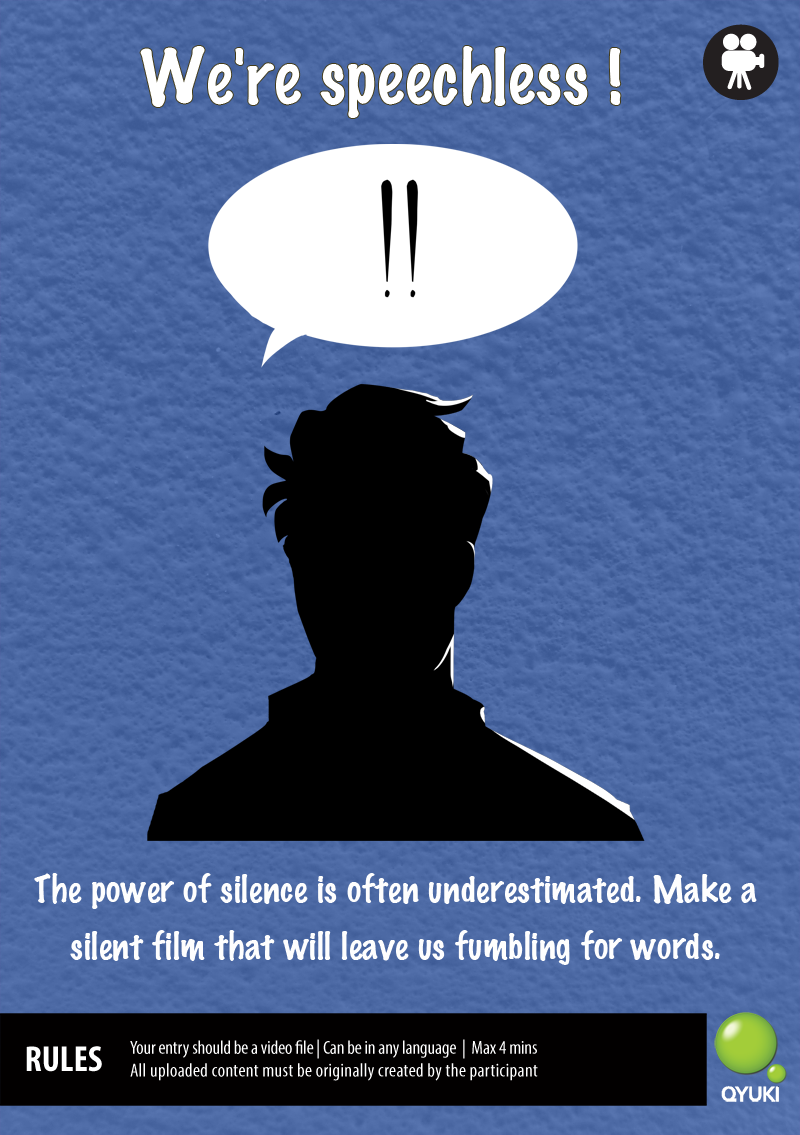 We're speechless !
!!
The power of silence is often underestimated. Make a
silent film that will leave us fumbling for words.
RULES
Your entry should be a video file | Can be in any language | Max 4 mins
All uploaded content must be originally created by the participant
QYUKI